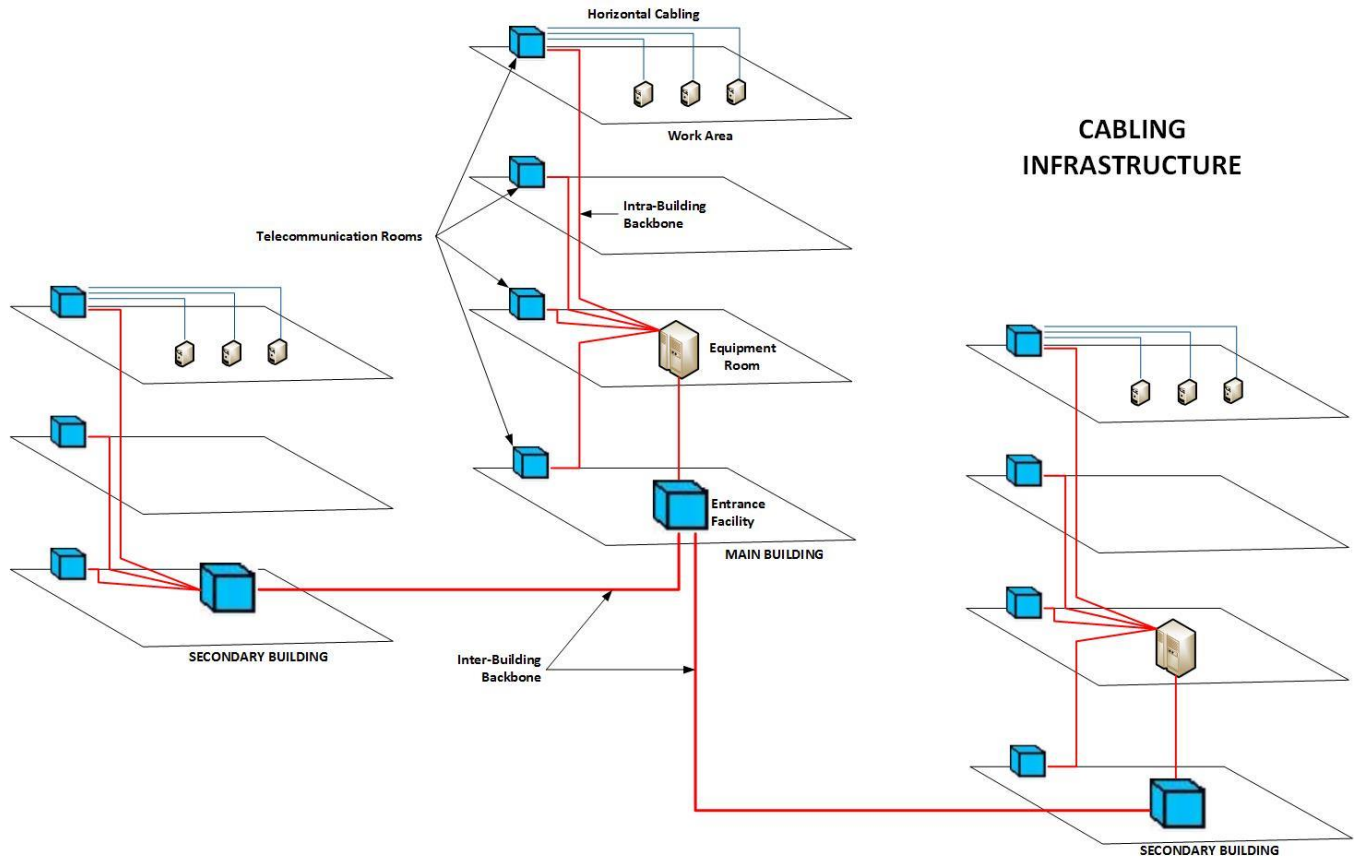 Horizontal Cabling
Work Area
CABLING
INFRASTRUCTURE
Intra-Building
Backbone
Telecommunication Rooms
Equipment
Room
Entrance
Facility
MAIN BUILDING
SECONDARY BUILDING
Inter-Building
Backbone
SECONDARY BUILDING